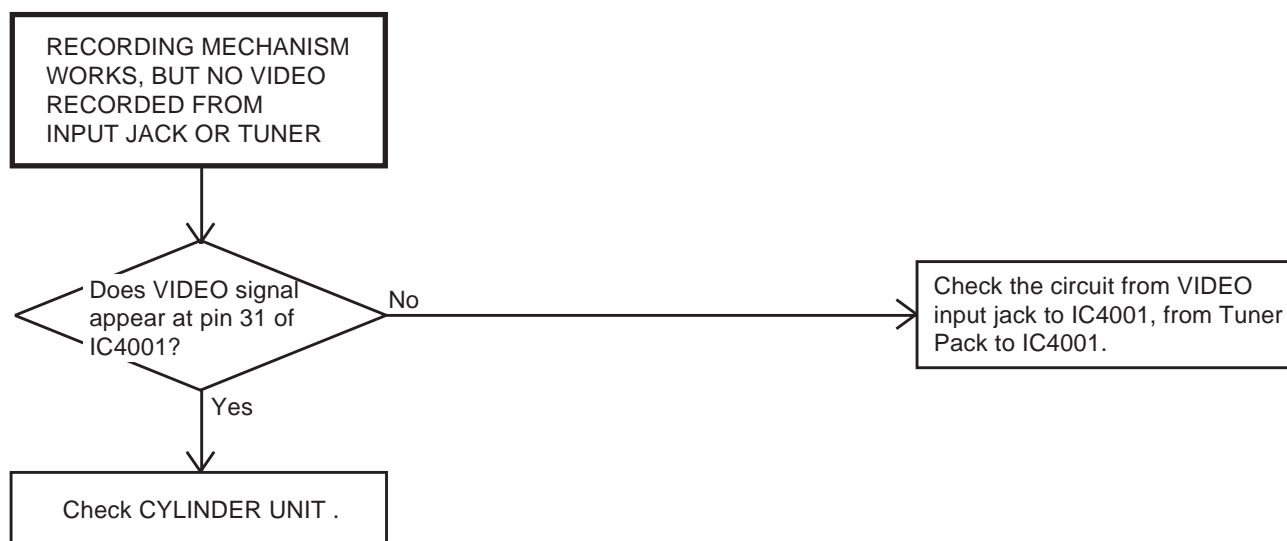 RECORDING MECHANISM
WORKS, BUT NO VIDEO
RECORDED FROM
INPUT JACK OR TUNER
Does VIDEO signal
appear at pin 31 of
IC4001?
No
Check the circuit from VIDEO
input jack to IC4001, from Tuner
Pack to IC4001.
Yes
Check CYLINDER UNIT .